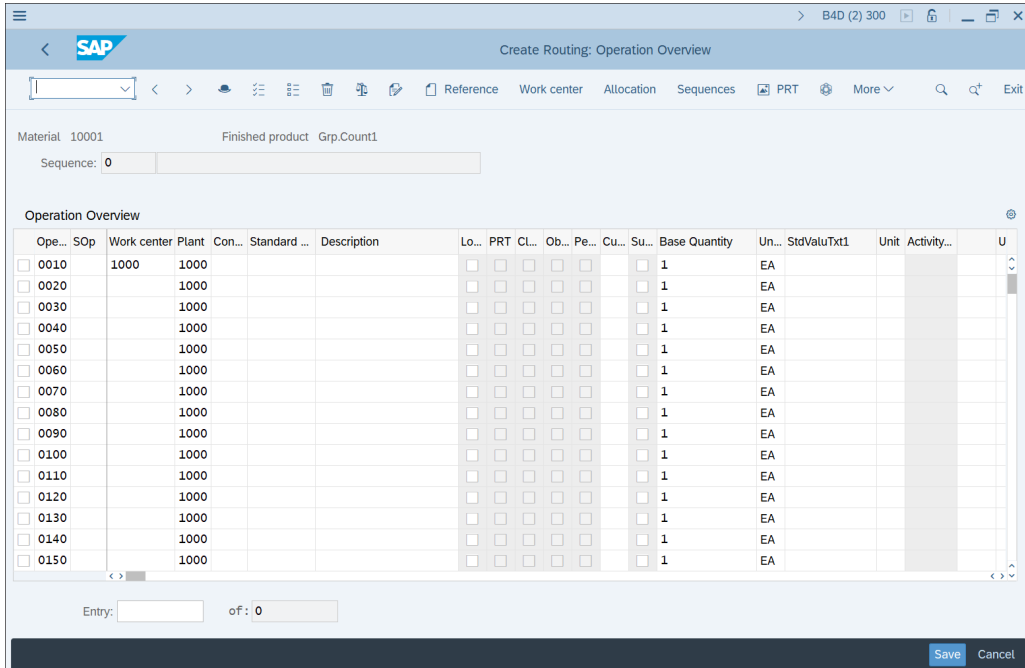 B4D (2) 300
SAP
Create Routing: Operation Overview
Reference Work center Allocation Sequences PRT More Exit
Material 10001 Finished product Grp.Count1
Sequence: 0
Operation Overview
Ope... SOp Work center Plant Con... Standard ... Description Lo... PRT Cl... Ob... Pe... Cu... Su... Base Quantity Un... StdValuTxt1 Unit Activity... U
0010 1000 1000 1 EA
0020 1000 1 EA
0030 1000 1 EA
0040 1000 1 EA
0050 1000 1 EA
0060 1000 1 EA
0070 1000 1 EA
0080 1000 1 EA
0090 1000 1 EA
0100 1000 1 EA
0110 1000 1 EA
0120 1000 1 EA
0130 1000 1 EA
0140 1000 1 EA
0150 1000 1 EA
Entry: of: 0
Save Cancel